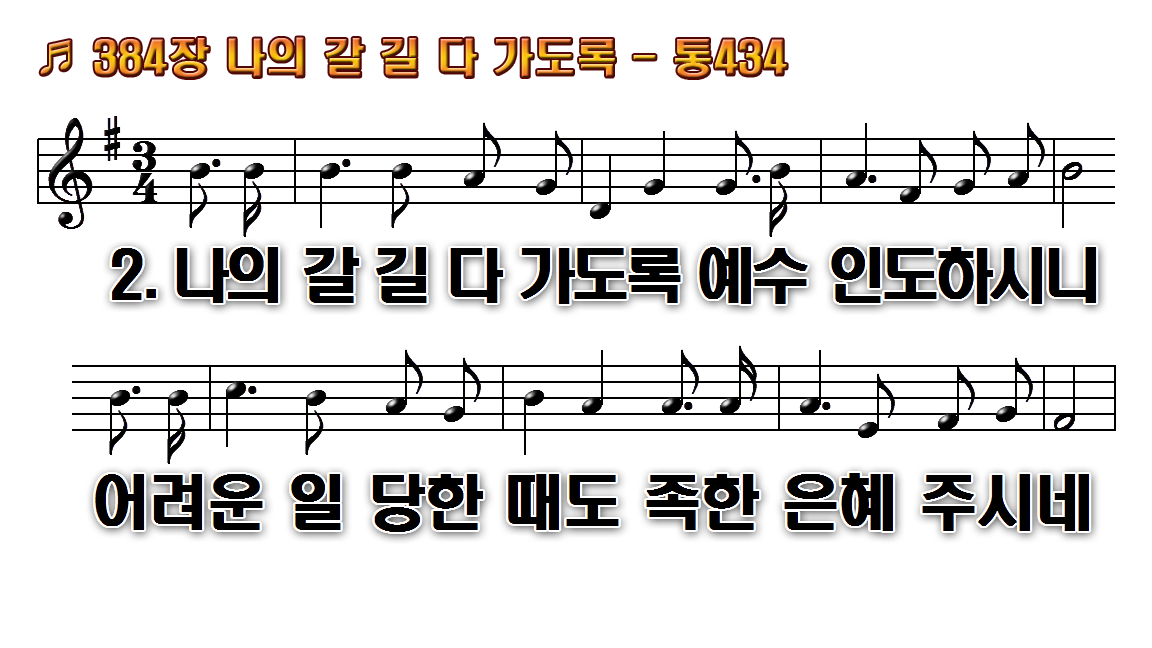 ♬ 384장 나의 갈 길 다 가도록 - 통434
3
4
2. 나의 갈 길 다 가도록 예수 인도하시니
어려운 일 당한 때도 족한 은혜 주시네